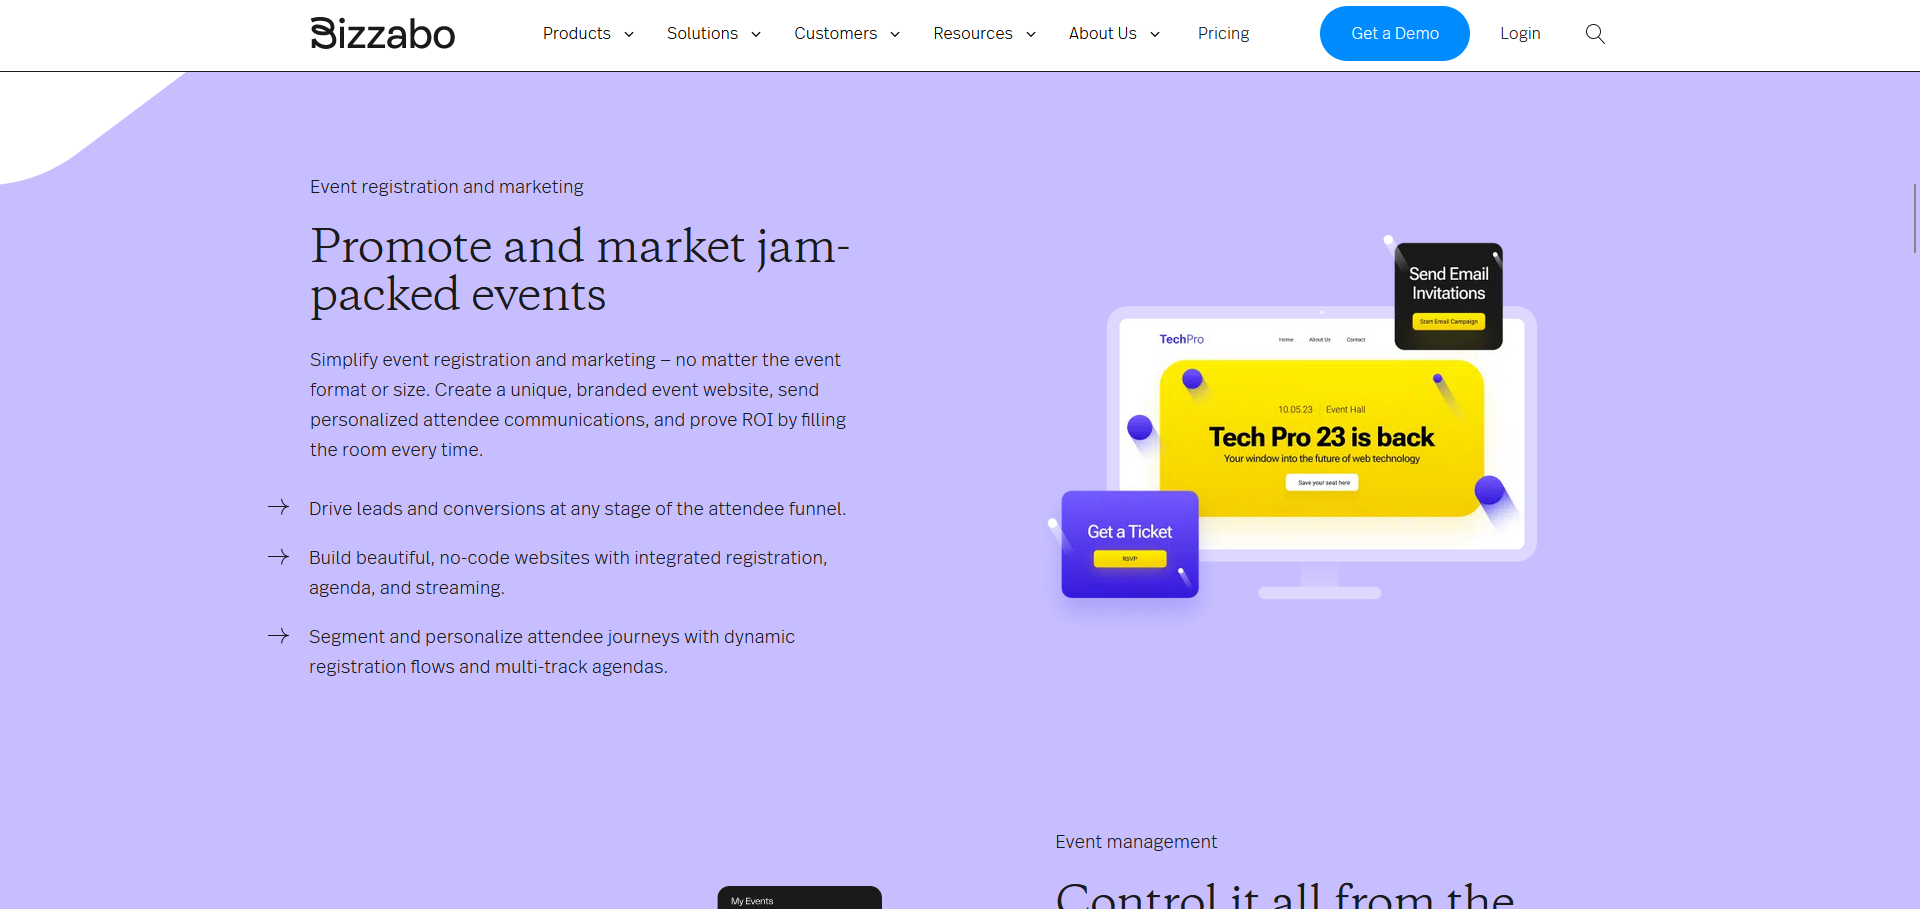 Bizzabo
Products
Solutions
Customers
Resources
About Us
Pricing
Get a Demo
Login
Event registration and marketing
Promote and market jam-
packed events
Simplify event registration and marketing – no matter the event
format or size. Create a unique, branded event website, send
personalized attendee communications, and prove ROI by filling
the room every time.
Drive leads and conversions at any stage of the attendee funnel.
Build beautiful, no-code websites with integrated registration,
agenda, and streaming.
Segment and personalize attendee journeys with dynamic
registration flows and multi-track agendas.
Send Email
Invitations
Start Email Campaign
TechPro
Home
About Us
Contact
10.05.23
Event Hall
Tech Pro 23 is back
Your window into the future of web technology
Save your seat here
Get a Ticket
RSVP
Event management
Control it all from the
My Events